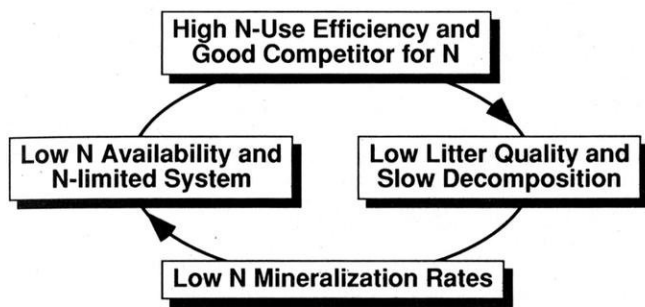 High N-Use Efficiency and
Good Competitor for N
Low N Availability and
N-limited System
Low Litter Quality and
Slow Decomposition
Low N Mineralization Rates